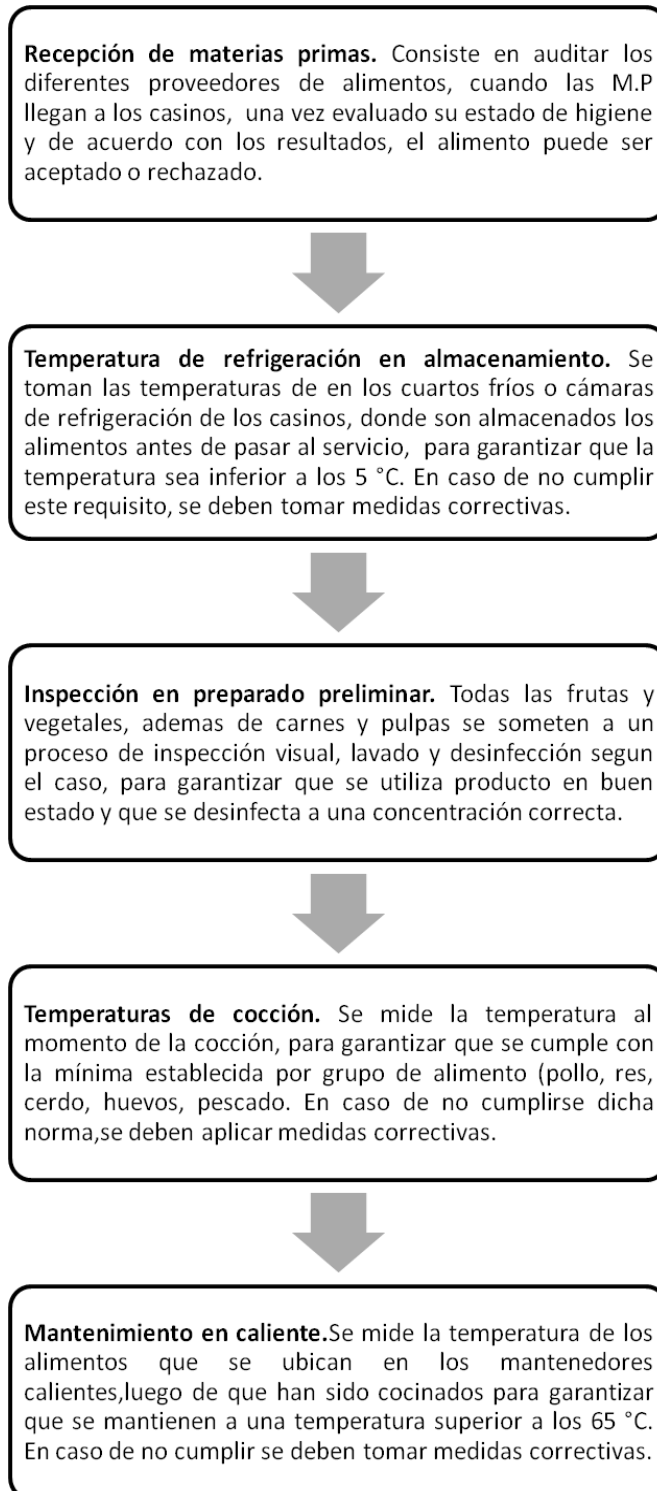 Recepción de materias primas. Consiste en auditar los
diferentes proveedores de alimentos, cuando las M.P
llegan a los casinos, una vez evaluado su estado de higiene
y de acuerdo con los resultados, el alimento puede ser
aceptado o rechazado.
Temperatura de refrigeración en almacenamiento. Se
toman las temperaturas de en los cuartos fríos o cámaras
de refrigeración de los casinos, donde son almacenados los
alimentos antes de pasar al servicio, para garantizar que la
temperatura sea inferior a los 5 °C. En caso de no cumplir
este requisito, se deben tomar medidas correctivas.
Inspección en preparado preliminar. Todas las frutas y
vegetales, ademas de carnes y pulpas se someten a un
proceso de inspección visual, lavado y desinfección segun
el caso, para garantizar que se utiliza producto en buen
estado y que se desinfecta a una concentración correcta.
Temperaturas de cocción. Se mide la temperatura al
momento de la cocción, para garantizar que se cumple con
la mínima establecida por grupo de alimento (pollo, res,
cerdo, huevos, pescado. En caso de no cumplirse dicha
norma,se deben aplicar medidas correctivas.
Mantenimiento en caliente.Se mide la temperatura de los
alimentos que se ubican en los mantenedores
calientes,luego de que han sido cocinados para garantizar
que se mantienen a una temperatura superior a los 65 °C.
En caso de no cumplir se deben tomar medidas correctivas.